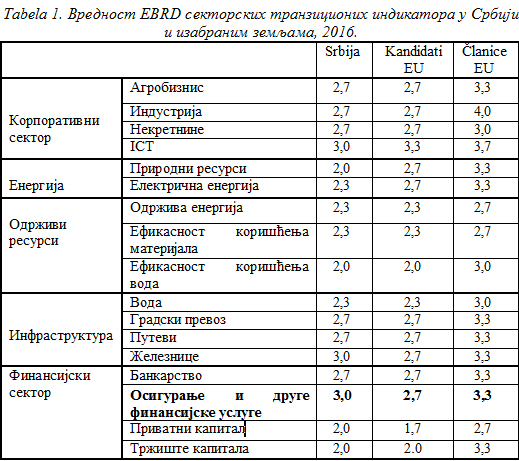 Tabela 1. Вредност EBRD секторских транзиционих индикатора у Србији
и изабраним земљама, 2016.
Srbija Kandidati EU Članice EU
Корпоративни сектор
Агробизнис 2,7 2,7 3,3
Индустрија 2,7 2,7 4,0
Некретнине 2,7 2,7 3,0
ICT 3,0 3,3 3,7
Енергија
Природни ресурси 2,0 2,7 3,3
Електрична енергија 2,3 2,7 3,3
Одрживи ресурси
Одржива енергија 2,3 2,3 2,7
Ефикасност коришћења материјала 2,3 2,3 2,7
Ефикасност коришћења вода 2,0 2,0 3,0
Инфраструктура
Вода 2,3 2,3 3,0
Градски превоз 2,7 2,7 3,3
Путеви 2,7 2,7 3,3
Железнице 3,0 2,7 3,3
Финансијски сектор
Банкарство 2,7 2,7 3,3
Осигурање и друге финансијске услуге 3,0 2,7 3,3
Приватни капитал 2,0 1,7 2,7
Тржиште капитала 2,0 2.0 3,3